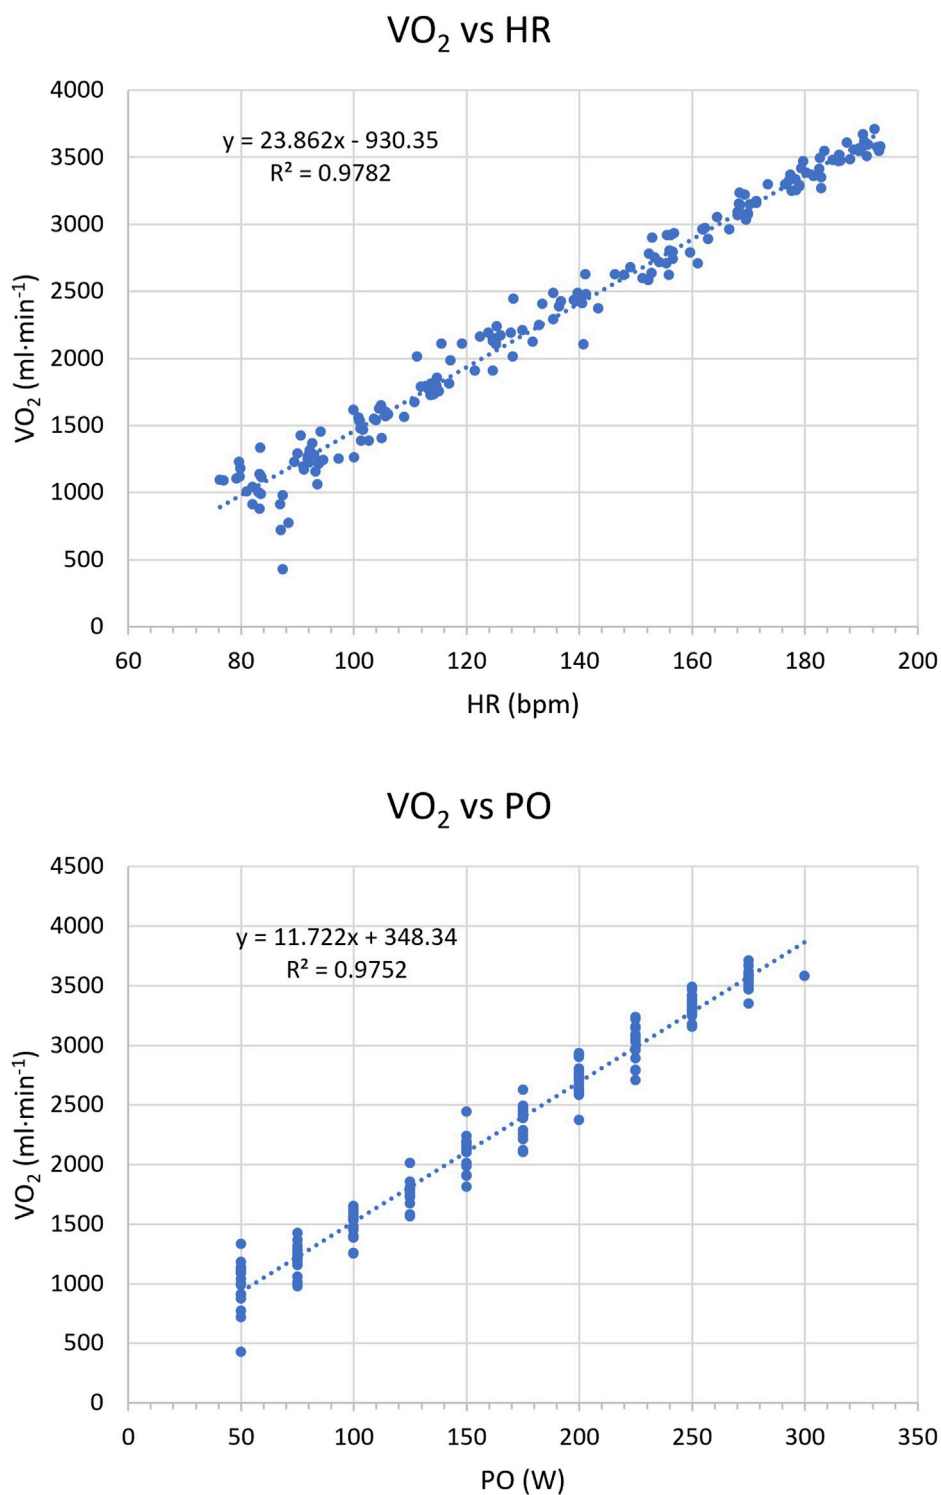 VO₂ vs HR
4000
3500
3000
2500
2000
1500
1000
500
0
y = 23.862x - 930.35
R² = 0.9782
VO₂ (ml·min⁻¹)
60 80 100 120 140 160 180 200
HR (bpm)
VO₂ vs PO
4500
4000
3500
3000
2500
2000
1500
1000
500
0
y = 11.722x + 348.34
R² = 0.9752
VO₂ (ml·min⁻¹)
0 50 100 150 200 250 300 350
PO (W)